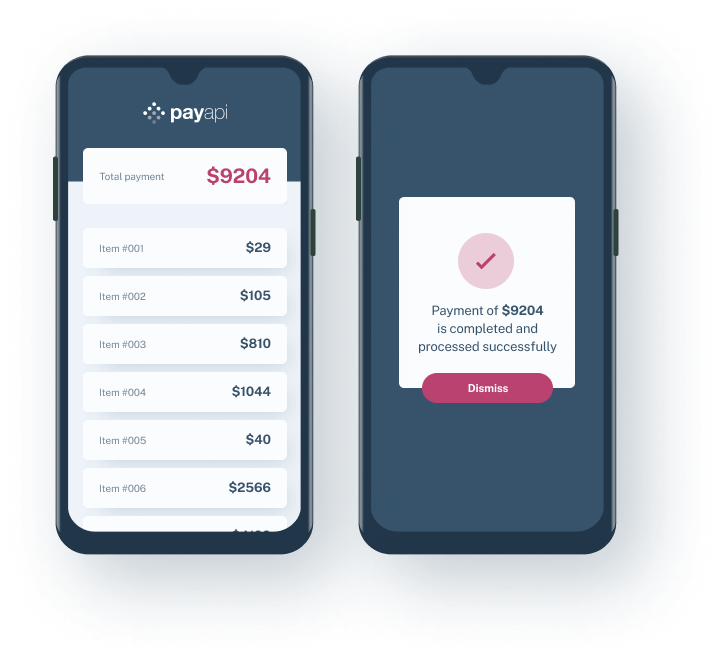 payapi
Total payment $9204
Item #001 $29
Item #002 $105
Item #003 $810
Item #004 $1044
Item #005 $40
Item #006 $2566
Payment of $9204
is completed and
processed successfully
Dismiss